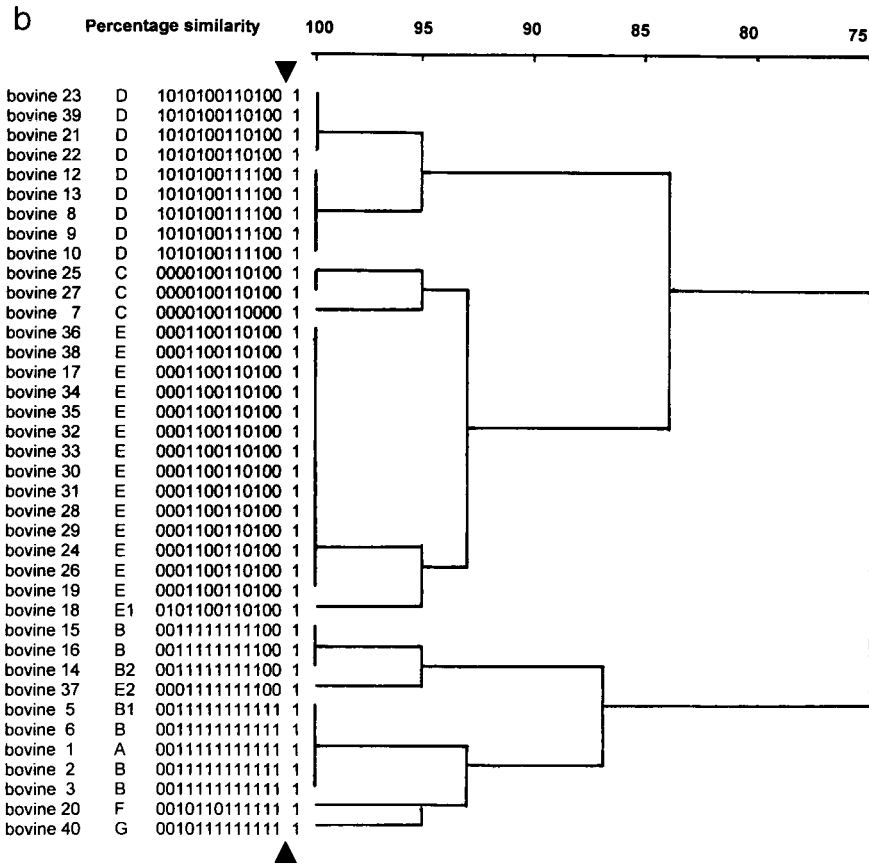 b
Percentage similarity 100 95 90 85 80 75
bovine 23 D 1010100110100 1
bovine 39 D 1010100110100 1
bovine 21 D 1010100110100 1
bovine 22 D 1010100110100 1
bovine 12 D 1010100111100 1
bovine 13 D 1010100111100 1
bovine 8 D 1010100111100 1
bovine 9 D 1010100111100 1
bovine 10 D 1010100111100 1
bovine 25 C 0000100110100 1
bovine 27 C 0000100110100 1
bovine 7 C 0000100110000 1
bovine 36 E 0001100110100 1
bovine 38 E 0001100110100 1
bovine 17 E 0001100110100 1
bovine 34 E 0001100110100 1
bovine 35 E 0001100110100 1
bovine 32 E 0001100110100 1
bovine 33 E 0001100110100 1
bovine 30 E 0001100110100 1
bovine 31 E 0001100110100 1
bovine 28 E 0001100110100 1
bovine 29 E 0001100110100 1
bovine 24 E 0001100110100 1
bovine 26 E 0001100110100 1
bovine 19 E 0001100110100 1
bovine 18 E1 0101100110100 1
bovine 15 B 0011111111100 1
bovine 16 B 0011111111100 1
bovine 14 B2 0011111111100 1
bovine 37 E2 0001111111100 1
bovine 5 B1 0011111111111 1
bovine 6 B 0011111111111 1
bovine 1 A 0011111111111 1
bovine 2 B 0011111111111 1
bovine 3 B 0011111111111 1
bovine 20 F 0010110111111 1
bovine 40 G 0010111111111 1